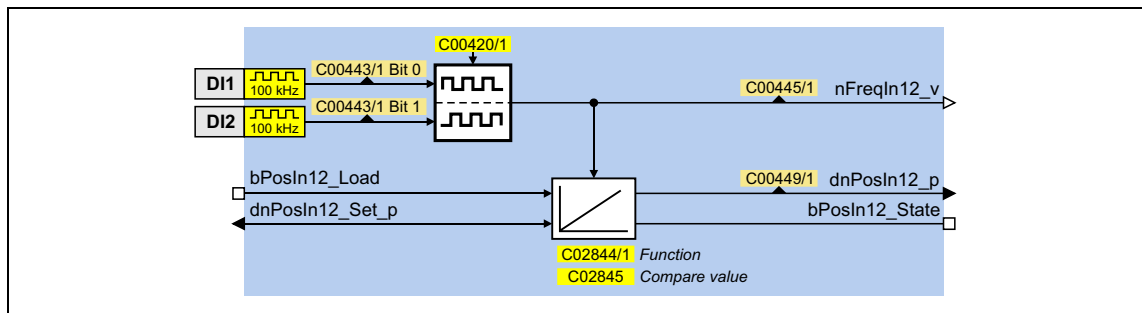 C00420/1
DI1
100 kHz
C00443/1 Bit 0
C00445/1
nFreqIn12_v
DI2
100 kHz
C00443/1 Bit 1
bPosIn12_Load
C00449/1
dnPosIn12_p
dnPosIn12_Set_p
bPosIn12_State
C02844/1 Function
C02845 Compare value